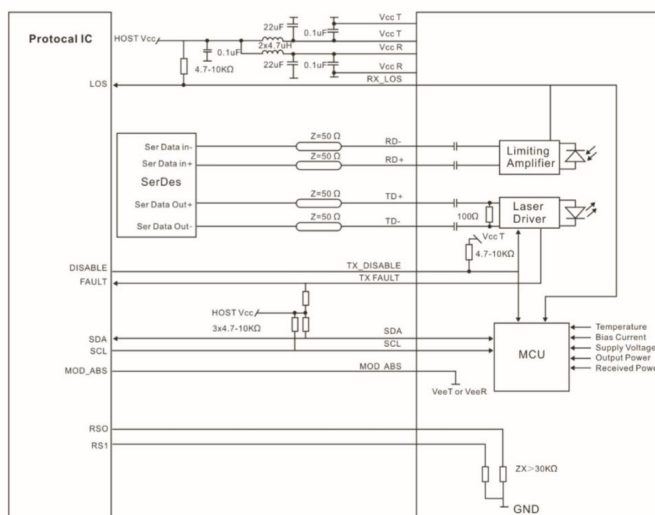 Protocal IC
HOST Vcc
22uF
0.1uF
Vcc T
Vcc T
0.1uF
2x4.7uH
Vcc R
22uF
0.1uF
4.7-10KΩ
Vcc R
LOS
RX_LOS
Ser Data in-
Z=50 Ω
RD-
Limiting
Amplifier
Ser Data in+
Z=50 Ω
RD+
SerDes
Ser Data Out+
Z=50 Ω
TD+
Laser
Driver
100Ω
Ser Data Out-
Z=50 Ω
TD-
Vcc T
4.7-10KΩ
DISABLE
TX_DISABLE
FAULT
TX FAULT
HOST Vcc
3x4.7-10KΩ
SDA
SDA
SCL
SCL
MCU
Temperature
Bias Current
Supply Voltage
Output Power
Received Power
MOD_ABS
MOD ABS
VeeT or VeeR
RSO
RS1
ZX>30KΩ
GND